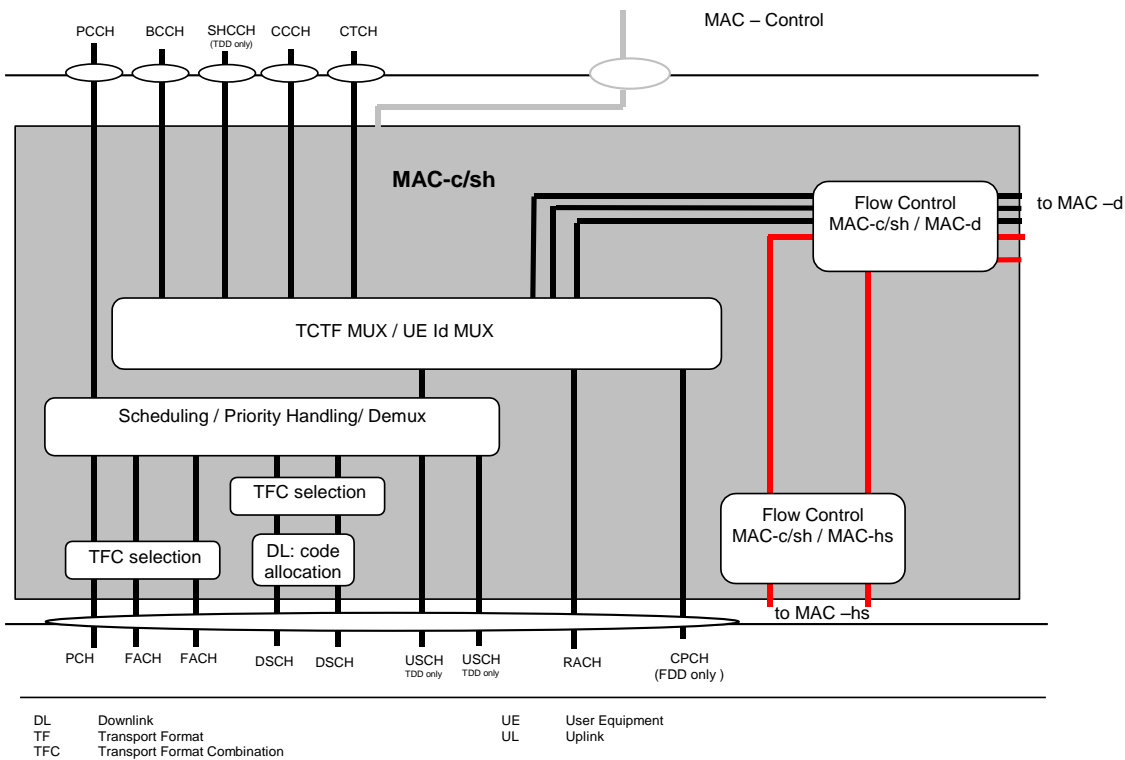 MAC – Control
PCCH
BCCH
SHCCH
(TDD only)
CCCH
CTCH
MAC-c/sh
Flow Control
MAC-c/sh / MAC-d
to MAC –d
TCTF MUX / UE Id MUX
Scheduling / Priority Handling/ Demux
TFC selection
Flow Control
MAC-c/sh / MAC-hs
TFC selection
DL: code
allocation
to MAC –hs
PCH
FACH
FACH
DSCH
DSCH
USCH
TDD only
USCH
TDD only
RACH
CPCH
(FDD only )
DL Downlink
TF Transport Format
TFC Transport Format Combination
UE User Equipment
UL Uplink